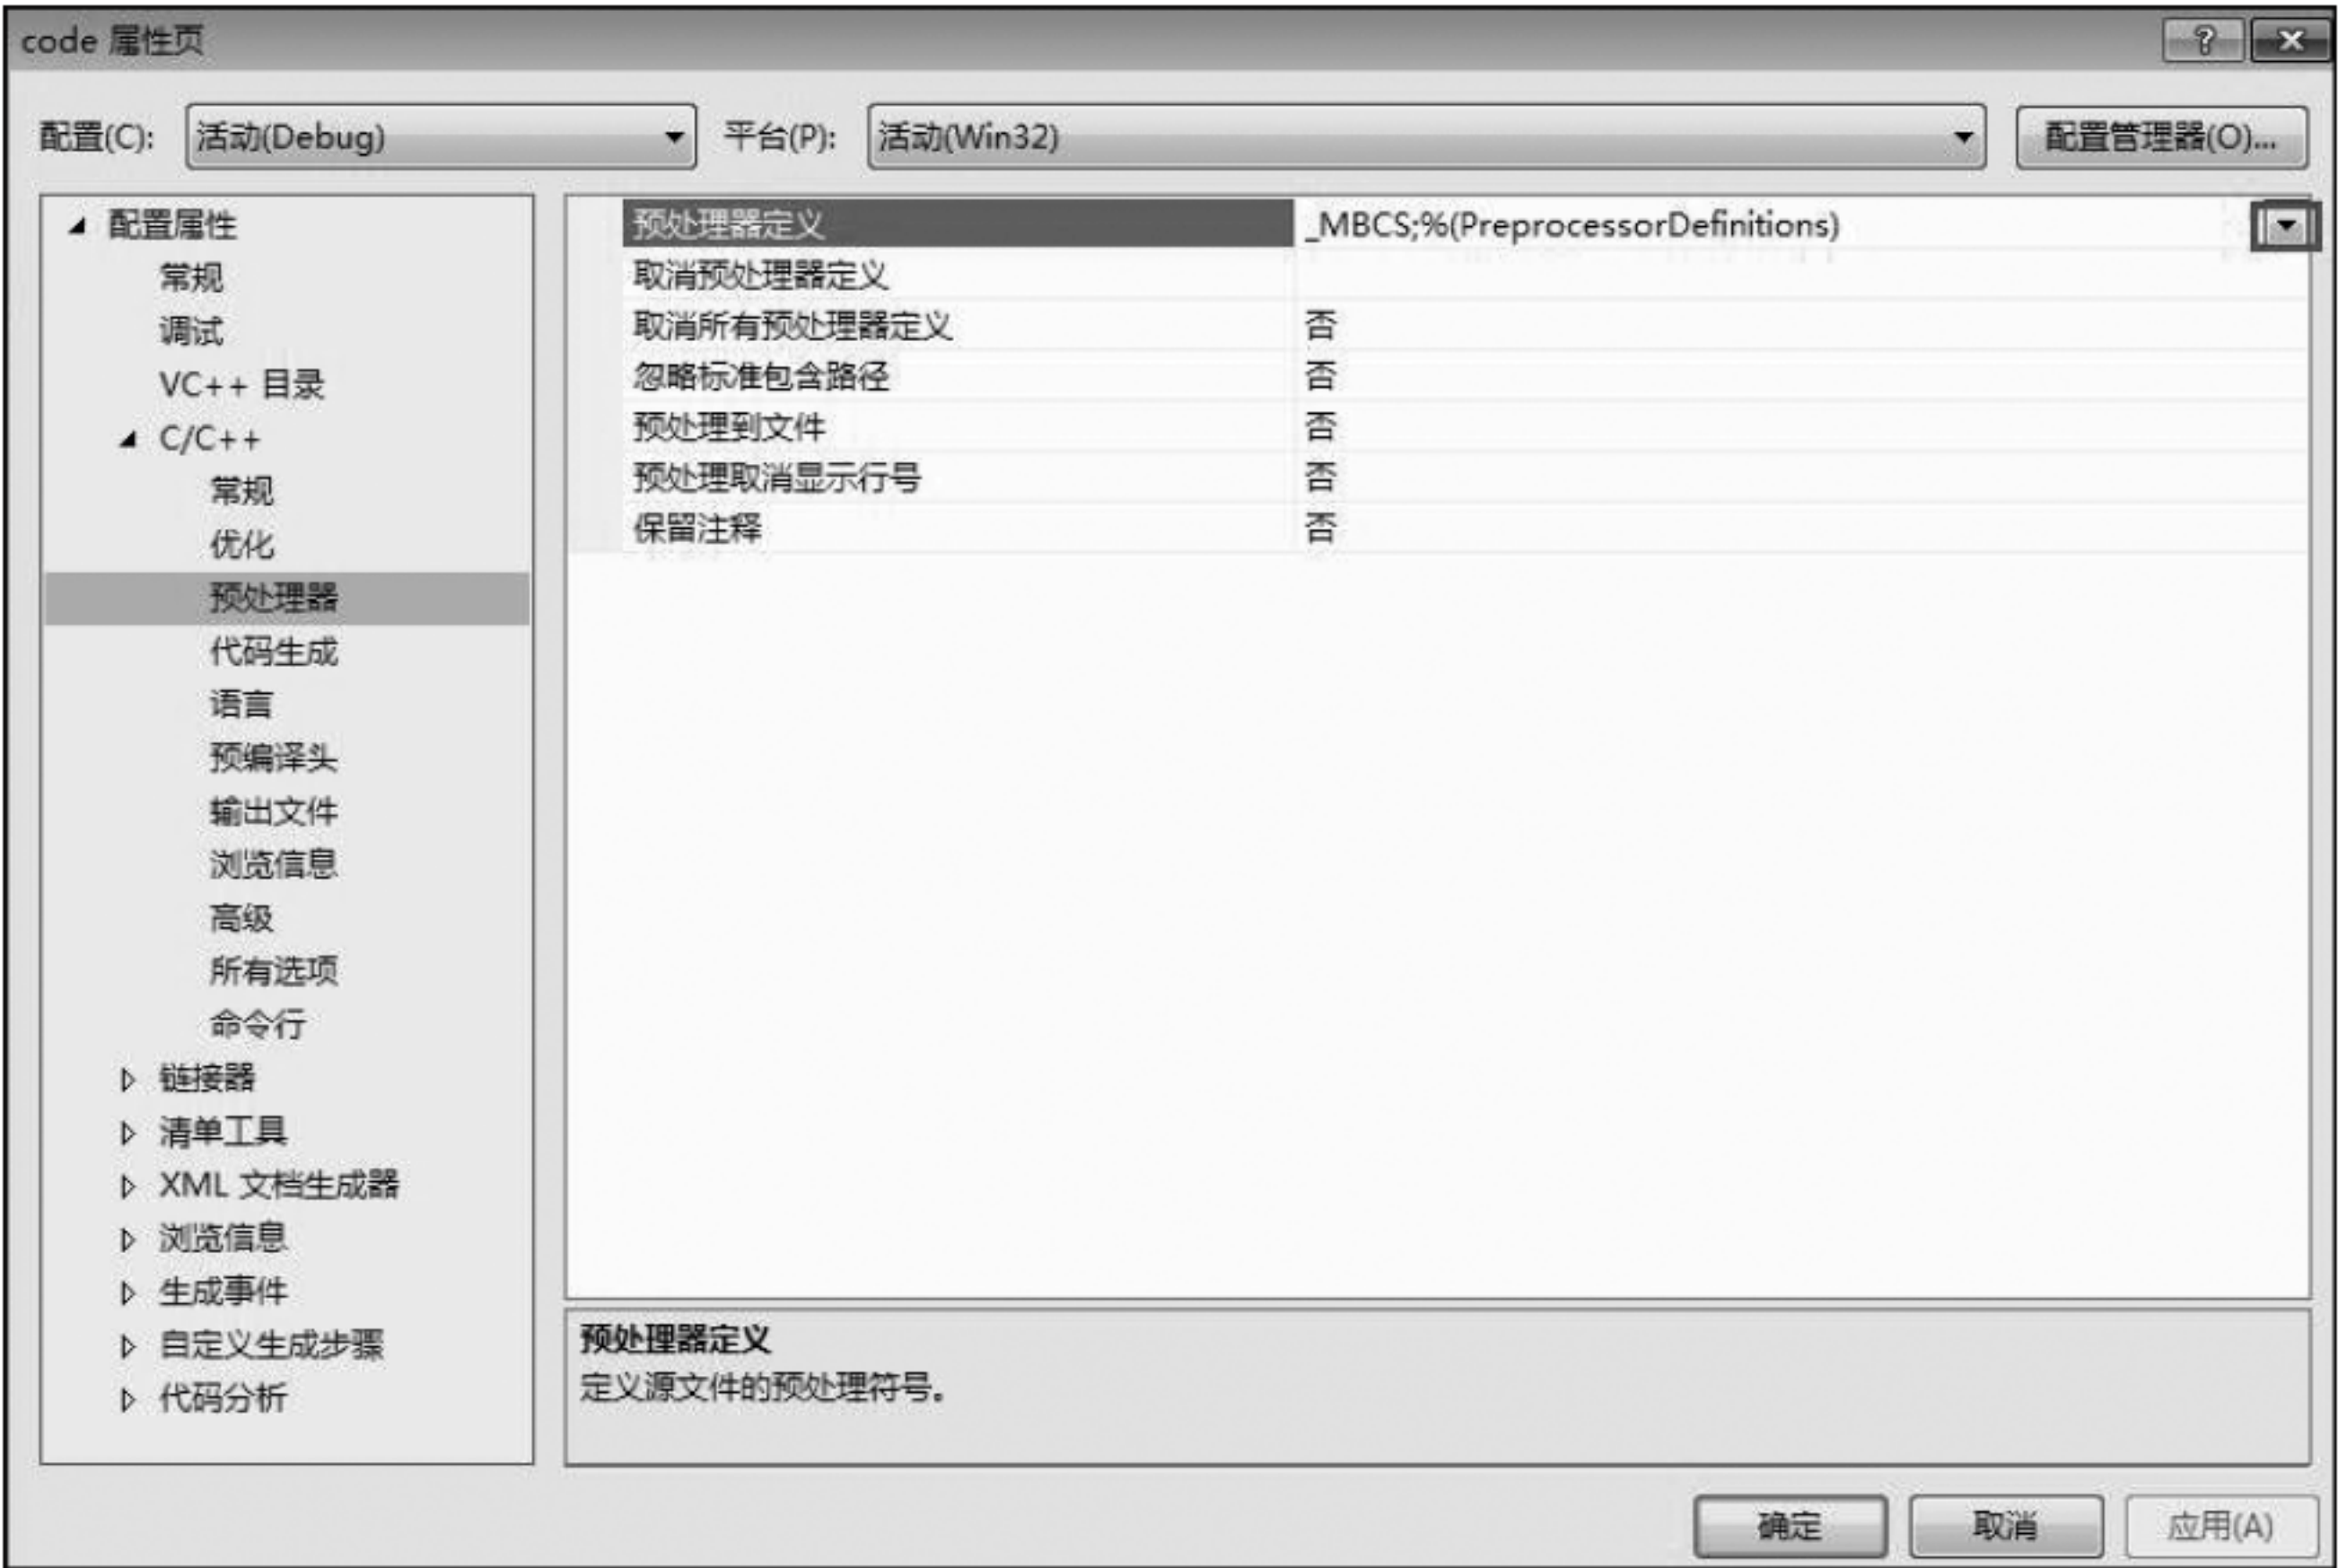 code 属性页
配置(C): 活动(Debug) 平台(P): 活动(Win32) 配置管理器(O)...
配置属性
常规
调试
VC++ 目录
C/C++
常规
优化
预处理器
代码生成
语言
预编译头
输出文件
浏览信息
高级
所有选项
命令行
链接器
清单工具
XML 文档生成器
浏览信息
生成事件
自定义生成步骤
代码分析
预处理器定义 _MBCS;%(PreprocessorDefinitions)
取消预处理器定义
取消所有预处理器定义 否
忽略标准包含路径 否
预处理到文件 否
预处理取消显示行号 否
保留注释 否
预处理器定义
定义源文件的预处理符号。
确定 取消 应用(A)